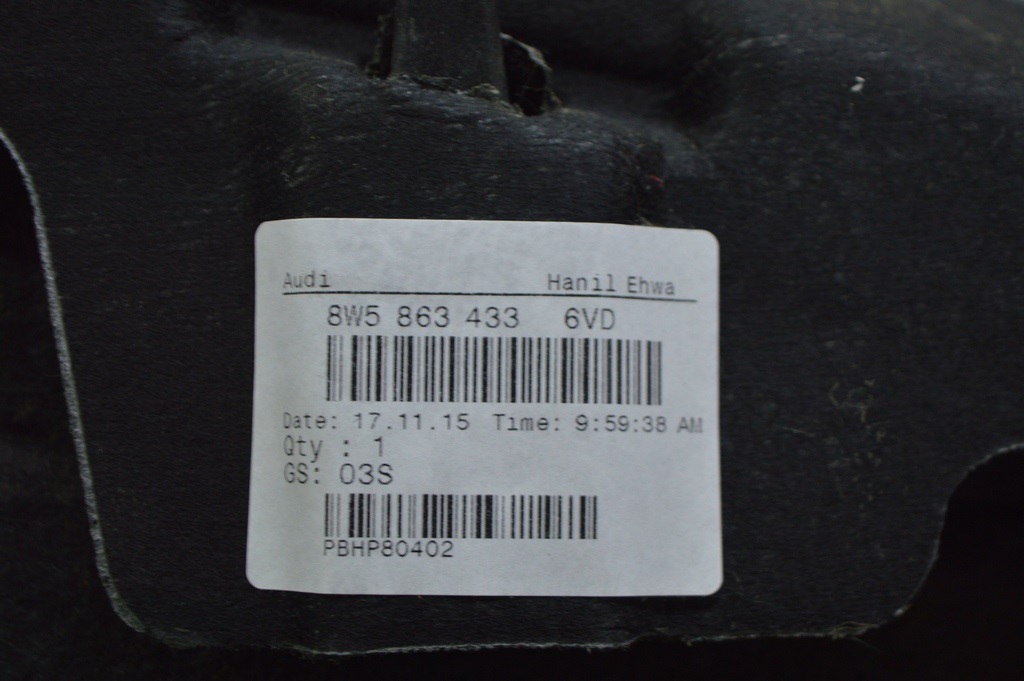 Audi Hanil Ehwa
8W5 863 433 6VD
Date: 17.11.15 Time: 9:59:38 AM
Qty : 1
GS: 03S
PBHP80402